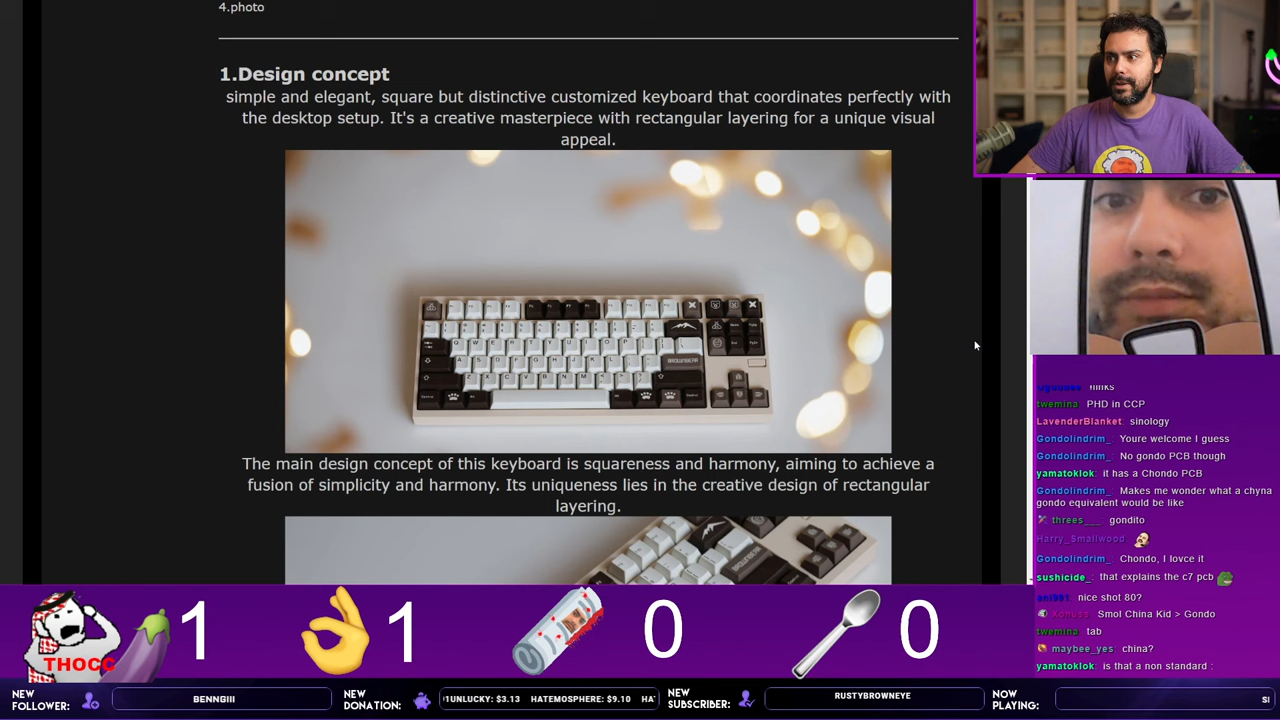 4.photo
1.Design concept
simple and elegant, square but distinctive customized keyboard that coordinates perfectly with
the desktop setup. It's a creative masterpiece with rectangular layering for a unique visual
appeal.
The main design concept of this keyboard is squareness and harmony, aiming to achieve a
fusion of simplicity and harmony. Its uniqueness lies in the creative design of rectangular
layering.
twemina: PHD in CCP
LavenderBlanket: sinology
Gondolindrim_: Youre welcome I guess
Gondolindrim_: No gondo PCB though
yamatoklok: it has a Chondo PCB
Gondolindrim_: Makes me wonder what a chyna
gondo equivalent would be like
threes___: gondito
Harry_Smallwood:
Gondolindrim_: Chondo, I lovce it
sushicide_: that explains the c7 pcb
ani991: nice shot 80?
Xonuss: Smol China Kid > Gondo
twemina: tab
maybee_yes: china?
yamatoklok: is that a non standard :
THOCC
1
1
0
0
NEW
FOLLOWER:
BENNGIII
NEW
DONATION:
1UNLUCKY: $3.13 HATEMOSPHERE: $9.10 HA
NEW
SUBSCRIBER:
RUSTYBROWNEYE
NOW
PLAYING:
SI